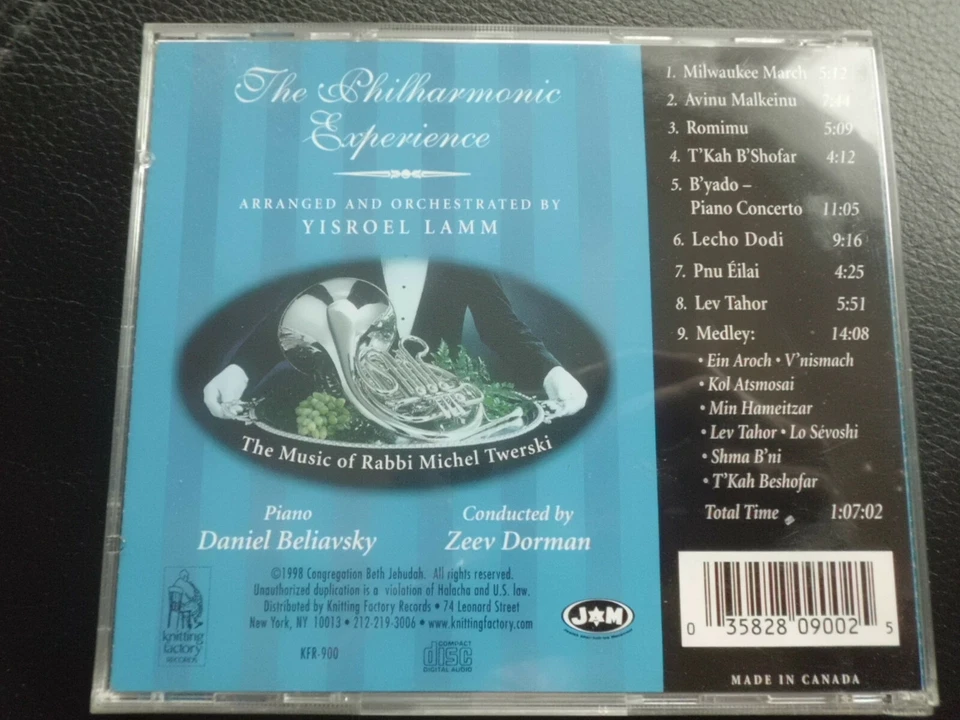 The Philharmonic
Experience
ARRANGED AND ORCHESTRATED BY
YISROEL LAMM
The Music of Rabbi Michel Twerski
Piano
Daniel Beliavsky
Conducted by
Zeev Dorman
©1998 Congregation Beth Jehudah. All rights reserved.
Unauthorized duplication is a violation of Halacha and U.S. law.
Distributed by Knitting Factory Records • 74 Leonard Street
New York, NY 10013 • 212-219-3006 • www.knittingfactory.com
knitting
factory
RECORDS
KFR-900
COMPACT
disc
DIGITAL AUDIO
J★M
1. Milwaukee March 5:12
2. Avinu Malkeinu 7:44
3. Romimu 5:09
4. T'Kah B'Shofar 4:12
5. B'yado –
Piano Concerto 11:05
6. Lecho Dodi 9:16
7. Pnu Éilai 4:25
8. Lev Tahor 5:51
9. Medley: 14:08
• Ein Aroch • V'nismach
• Kol Atsmosai
• Min Hameitzar
• Lev Tahor • Lo Sévoshi
• Shma B'ni
• T'Kah Beshofar
Total Time 1:07:02
0 35828 09002 5
MADE IN CANADA